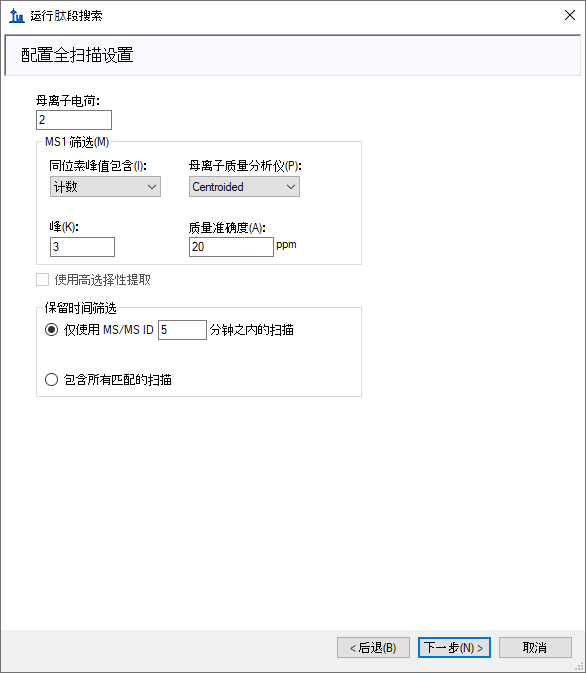 运行肽段搜索
配置全扫描设置
母离子电荷:
2
MS1 筛选(M)
同位素峰值包含(I): 母离子质量分析仪(P):
计数 Centroided
峰(K): 质量准确度(A):
3 20 ppm
使用高选择性提取
保留时间筛选
仅使用 MS/MS ID 5 分钟之内的扫描
包含所有匹配的扫描
< 后退(B) 下一步(N) > 取消